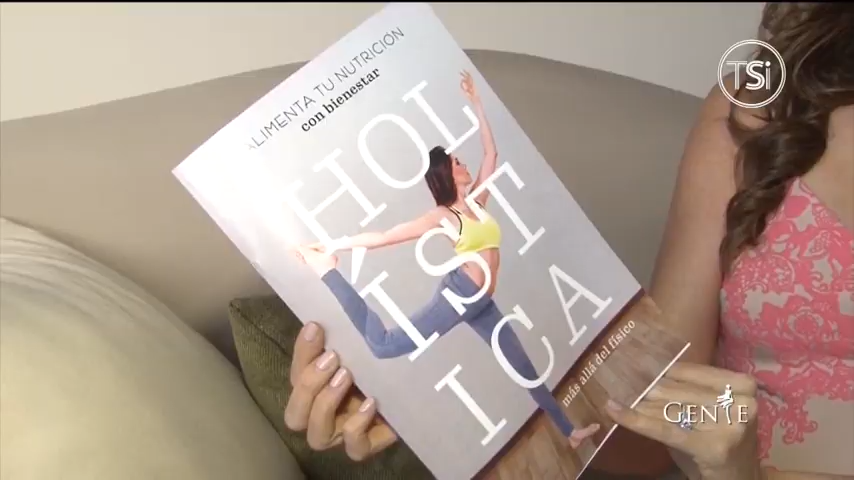 TSi
ALIMENTA TU NUTRICIÓN
con bienestar
HOL
ÍST
ICA
más allá del físico
GENTE